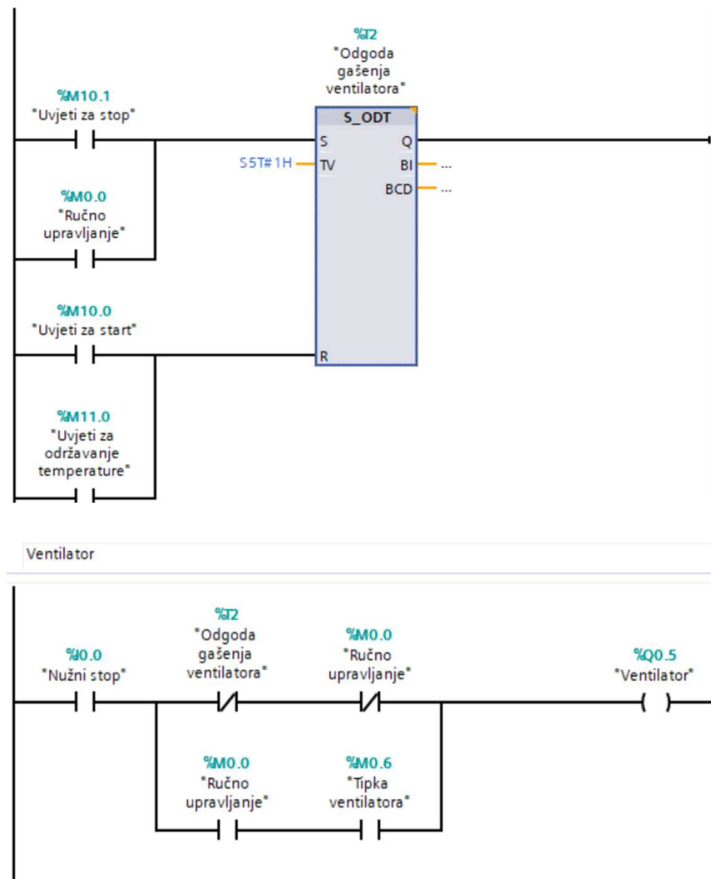 %T2
"Odgoda
gašenja
ventilatora"
%M10.1
"Uvjeti za stop"
S_ODT
S Q
S5T#1H TV BI ...
BCD ...
%M0.0
"Ručno
upravljanje"
%M10.0
"Uvjeti za start"
R
%M11.0
"Uvjeti za
održavanje
temperature"
Ventilator
%I0.0
"Nužni stop"
%T2
"Odgoda
gašenja
ventilatora"
%M0.0
"Ručno
upravljanje"
%Q0.5
"Ventilator"
%M0.0
"Ručno
upravljanje"
%M0.6
"Tipka
ventilatora"